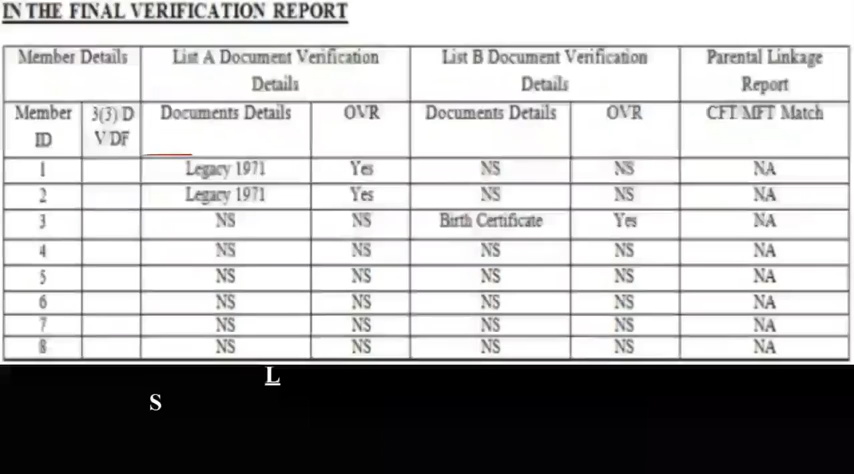 IN THE FINAL VERIFICATION REPORT
Member Details List A Document Verification Details List B Document Verification Details Parental Linkage Report
Member ID 3(3) D V/DF Documents Details OVR Documents Details OVR CFT/MFT Match
1 Legacy 1971 Yes NS NS NA
2 Legacy 1971 Yes NS NS NA
3 NS NS Birth Certificate Yes NA
4 NS NS NS NS NA
5 NS NS NS NS NA
6 NS NS NS NS NA
7 NS NS NS NS NA
8 NS NS NS NS NA
L
S